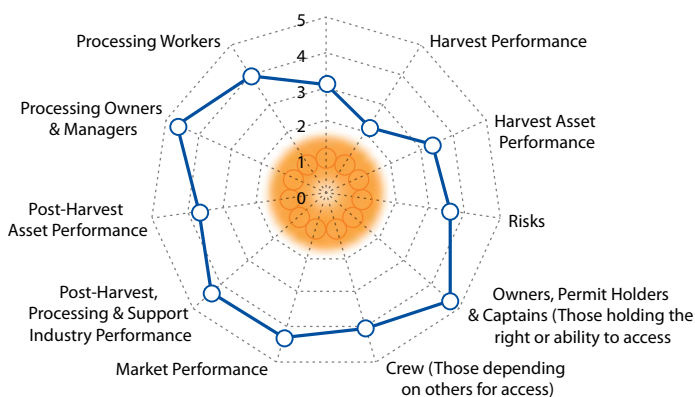 5
4
3
2
1
0
Harvest Performance
Harvest Asset
Performance
Risks
Owners, Permit Holders
& Captains (Those holding the
right or ability to access
Crew (Those depending
on others for access)
Market Performance
Post-Harvest,
Processing & Support
Industry Performance
Post-Harvest
Asset Performance
Processing Owners
& Managers
Processing Workers